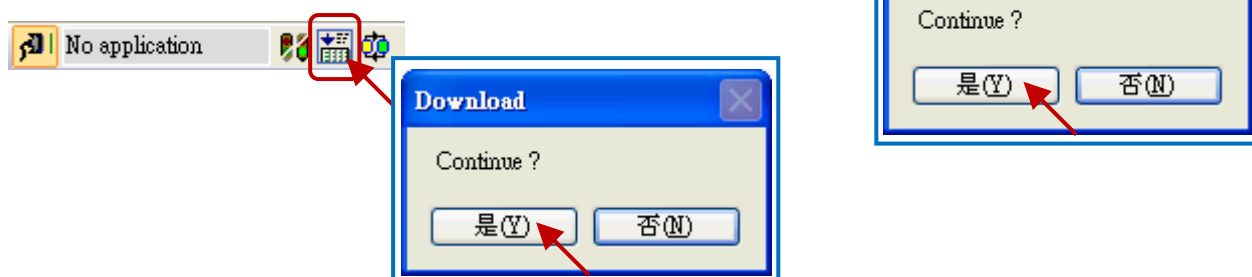 No application
Download
Continue ?
是(Y)
否(N)
Continue ?
是(Y)
否(N)